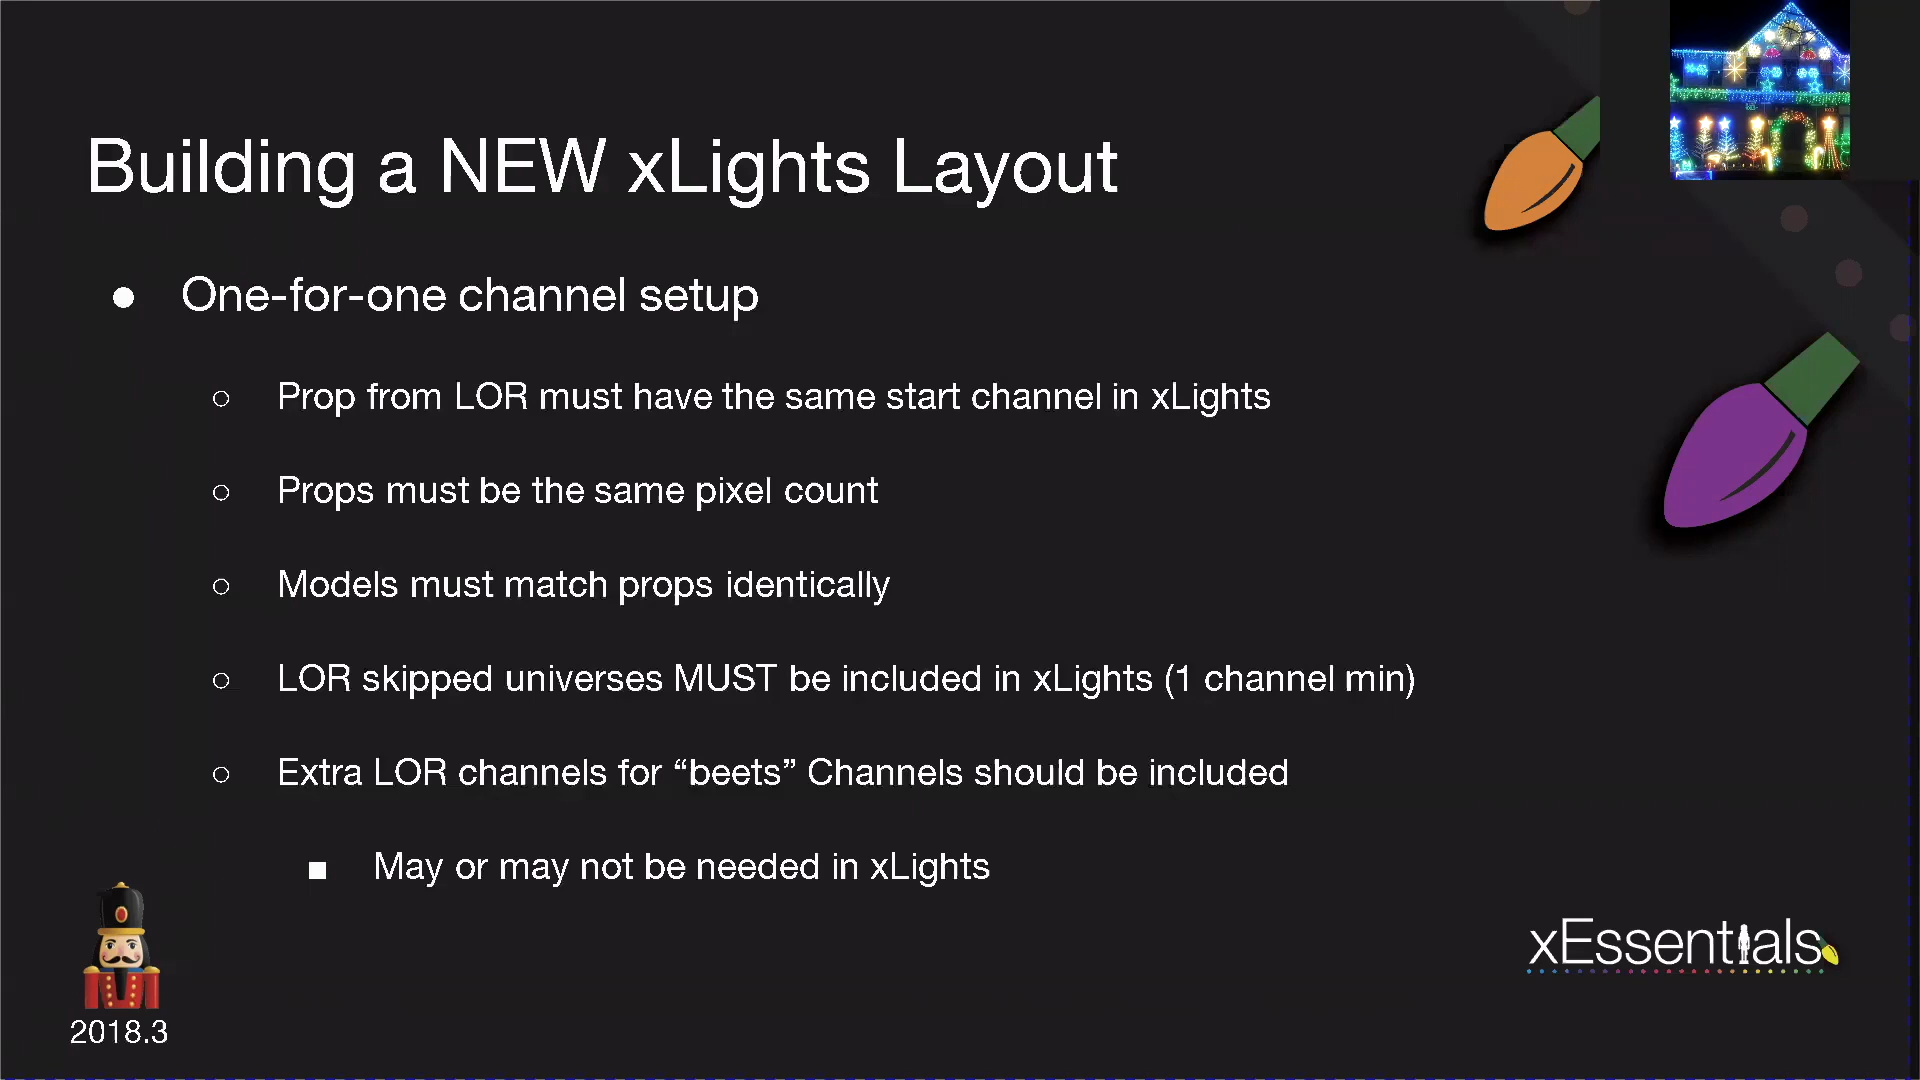 Building a NEW xLights Layout
● One-for-one channel setup
○ Prop from LOR must have the same start channel in xLights
○ Props must be the same pixel count
○ Models must match props identically
○ LOR skipped universes MUST be included in xLights (1 channel min)
○ Extra LOR channels for “beets” Channels should be included
■ May or may not be needed in xLights
xEssentials
2018.3